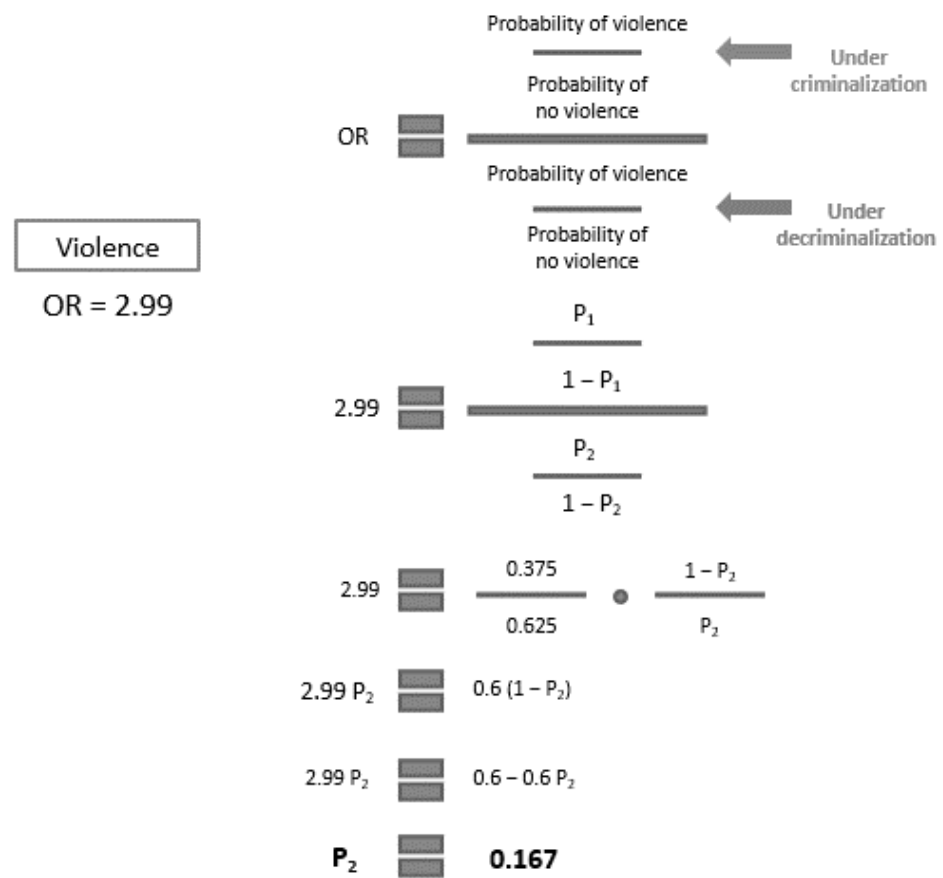 Probability of violence
Under
criminalization
Probability of
no violence
OR
Probability of violence
Under
decriminalization
Probability of
no violence
Violence
OR = 2.99
P₁
1 – P₁
2.99
P₂
1 – P₂
2.99
0.375
1 – P₂
0.625
P₂
2.99 P₂
0.6 (1 – P₂)
2.99 P₂
0.6 – 0.6 P₂
P₂
0.167